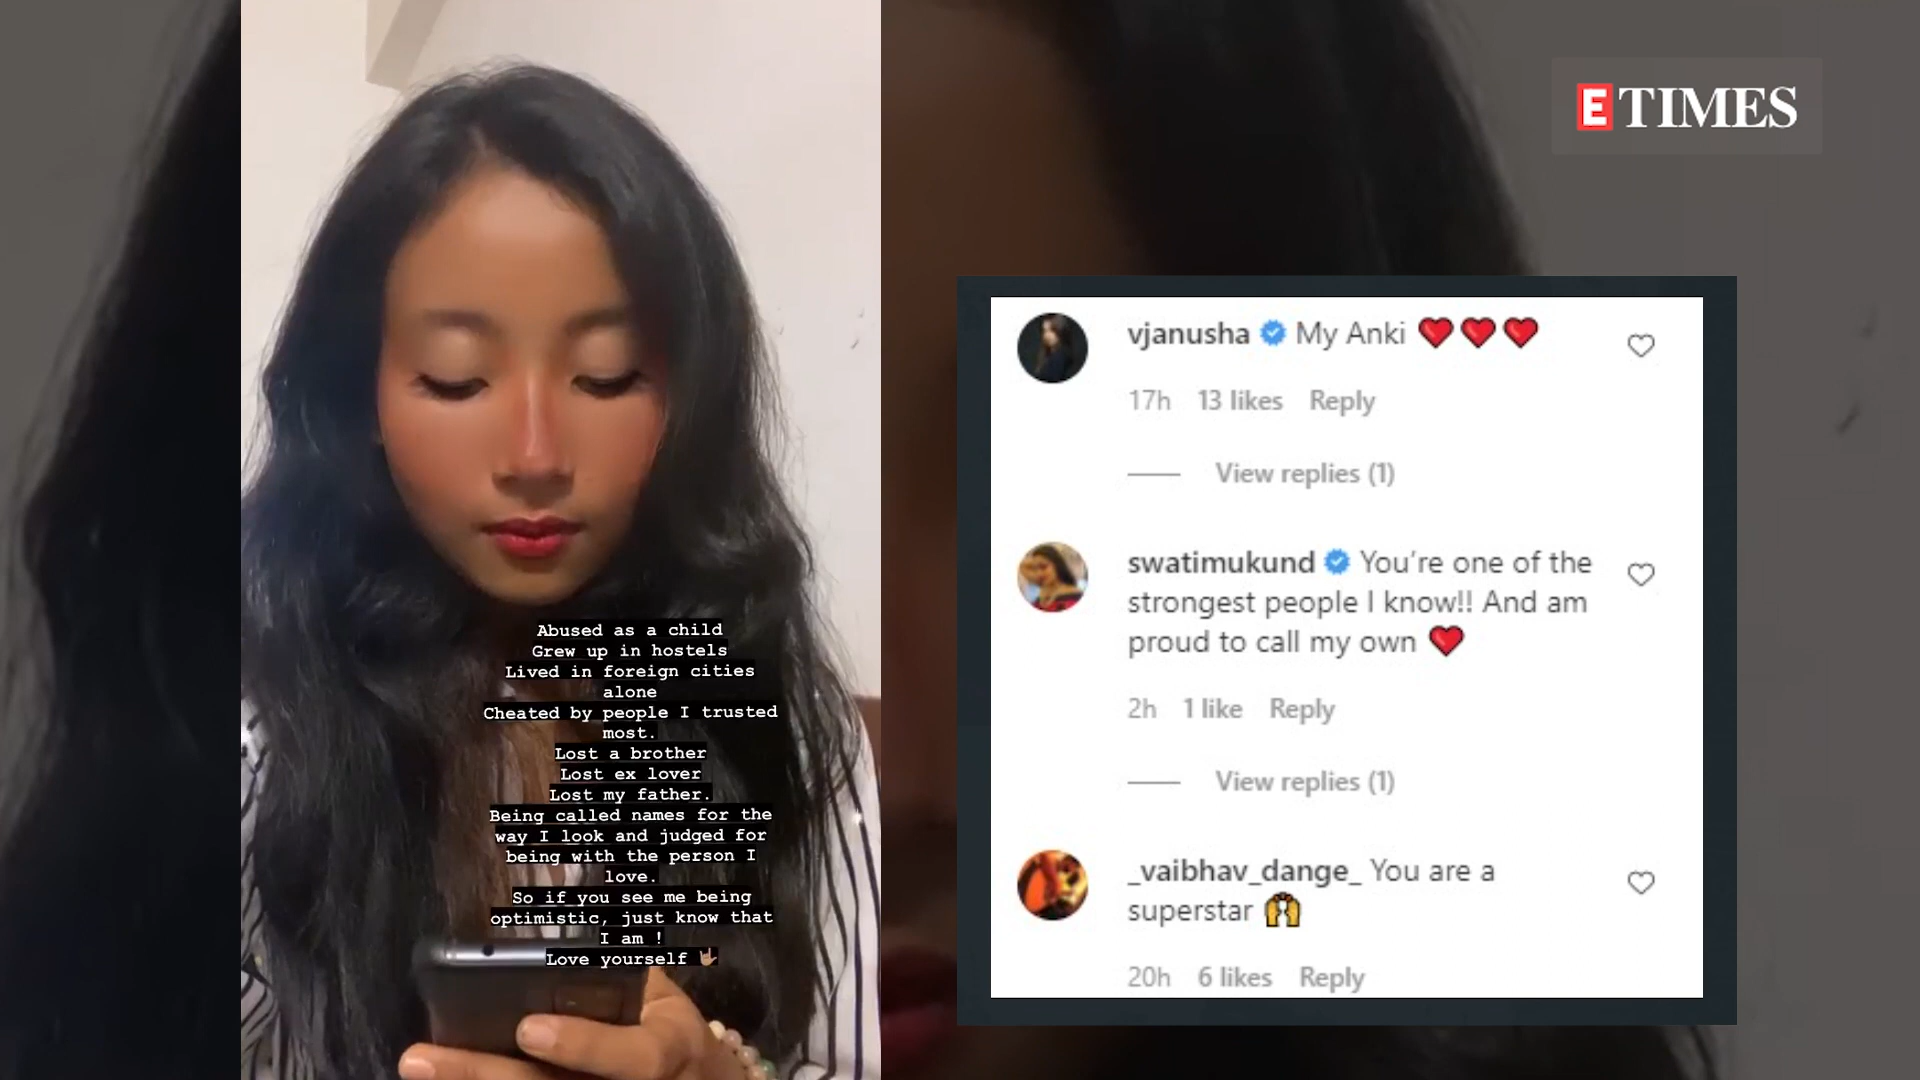 ETIMES
Abused as a child
Grew up in hostels
Lived in foreign cities
alone
Cheated by people I trusted
most.
Lost a brother
Lost ex lover
Lost my father.
Being called names for the
way I look and judged for
being with the person I
love.
So if you see me being
optimistic, just know that
I am !
Love yourself 🤟🏽
vjanusha My Anki ❤️❤️❤️
17h 13 likes Reply
View replies (1)
swatimukund You’re one of the
strongest people I know!! And am
proud to call my own ❤️
2h 1 like Reply
View replies (1)
_vaibhav_dange_ You are a
superstar 🙌
20h 6 likes Reply